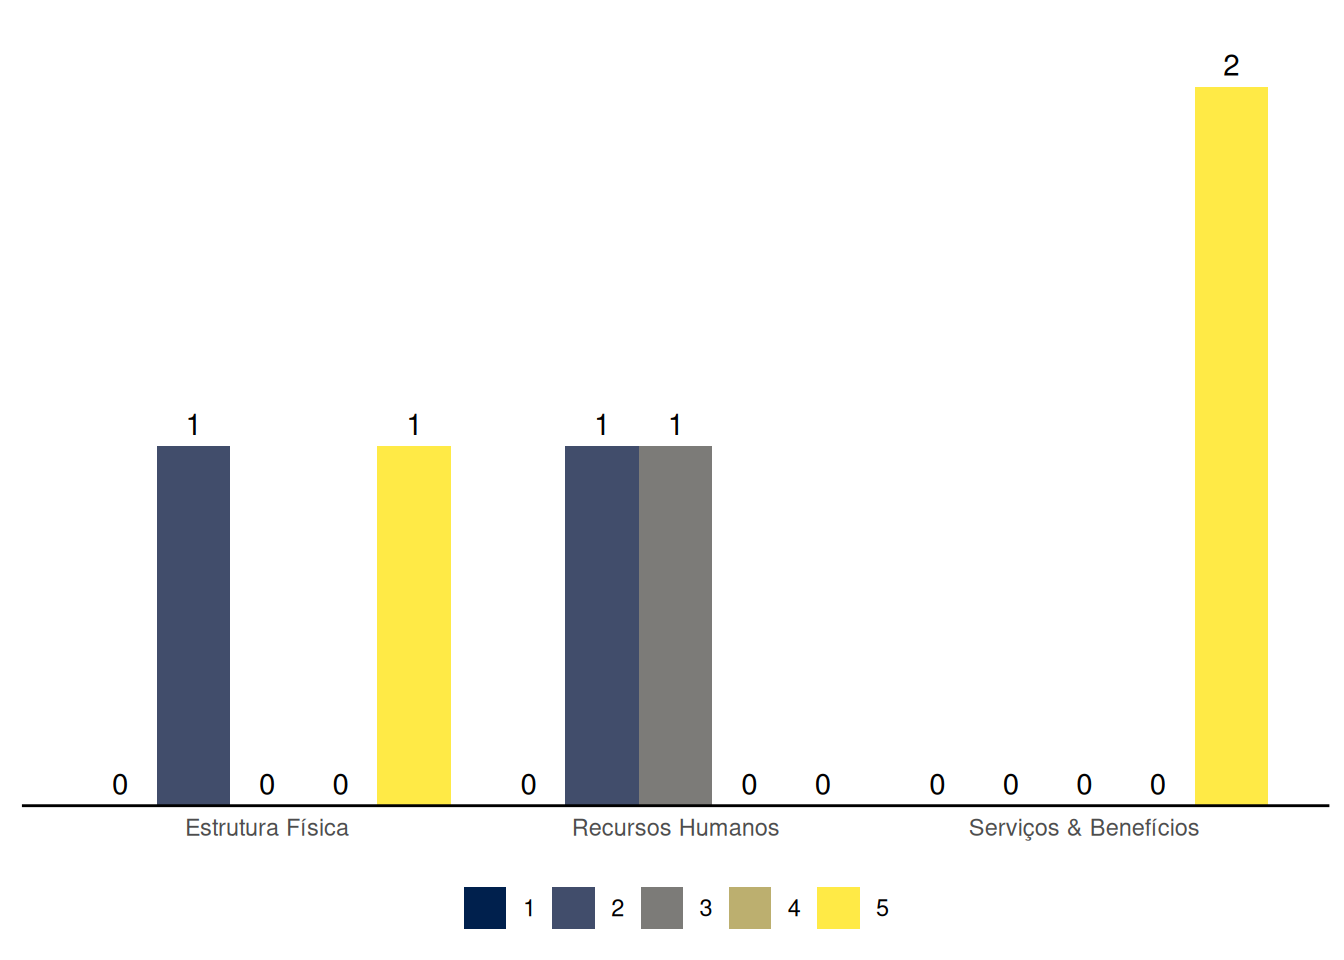 2
1 1 1 1
0 0 0 0 0 0 0 0 0 0
Estrutura Física Recursos Humanos Serviços & Benefícios
1 2 3 4 5